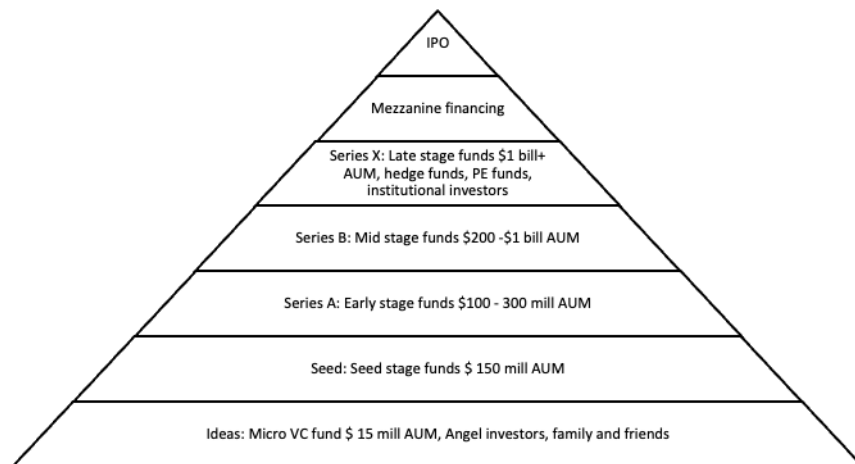 IPO
Mezzanine financing
Series X: Late stage funds $1 bill+
AUM, hedge funds, PE funds,
institutional investors
Series B: Mid stage funds $200 -$1 bill AUM
Series A: Early stage funds $100 - 300 mill AUM
Seed: Seed stage funds $ 150 mill AUM
Ideas: Micro VC fund $ 15 mill AUM, Angel investors, family and friends